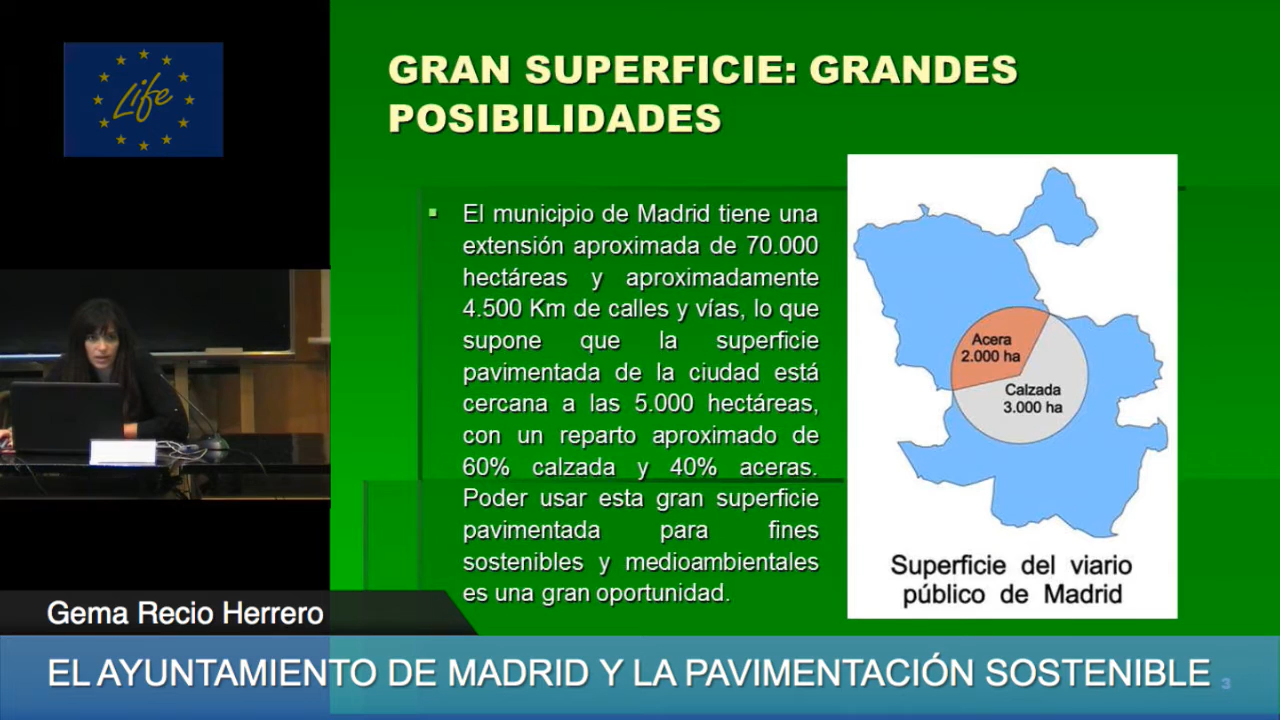 Life
GRAN SUPERFICIE: GRANDES
POSIBILIDADES
El municipio de Madrid tiene una
extensión aproximada de 70.000
hectáreas y aproximadamente
4.500 Km de calles y vías, lo que
supone que la superficie
pavimentada de la ciudad está
cercana a las 5.000 hectáreas,
con un reparto aproximado de
60% calzada y 40% aceras.
Poder usar esta gran superficie
pavimentada para fines
sostenibles y medioambientales
es una gran oportunidad.
Acera
2.000 ha
Calzada
3.000 ha
Superficie del viario
público de Madrid
Gema Recio Herrero
EL AYUNTAMIENTO DE MADRID Y LA PAVIMENTACIÓN SOSTENIBLE
3